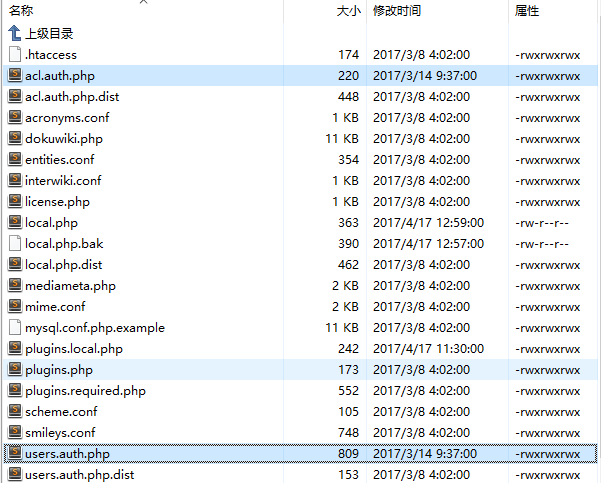 名称 大小 修改时间 属性
上级目录
.htaccess 174 2017/3/8 4:02:00 -rwxrwxrwx
acl.auth.php 220 2017/3/14 9:37:00 -rwxrwxrwx
acl.auth.php.dist 448 2017/3/8 4:02:00 -rwxrwxrwx
acronyms.conf 1 KB 2017/3/8 4:02:00 -rwxrwxrwx
dokuwiki.php 11 KB 2017/3/8 4:02:00 -rwxrwxrwx
entities.conf 354 2017/3/8 4:02:00 -rwxrwxrwx
interwiki.conf 1 KB 2017/3/8 4:02:00 -rwxrwxrwx
license.php 1 KB 2017/3/8 4:02:00 -rwxrwxrwx
local.php 363 2017/4/17 12:59:00 -rw-r--r--
local.php.bak 390 2017/4/17 12:57:00 -rw-r--r--
local.php.dist 462 2017/3/8 4:02:00 -rwxrwxrwx
mediameta.php 2 KB 2017/3/8 4:02:00 -rwxrwxrwx
mime.conf 2 KB 2017/3/8 4:02:00 -rwxrwxrwx
mysql.conf.php.example 11 KB 2017/3/8 4:02:00 -rwxrwxrwx
plugins.local.php 242 2017/4/17 11:30:00 -rwxrwxrwx
plugins.php 173 2017/3/8 4:02:00 -rwxrwxrwx
plugins.required.php 552 2017/3/8 4:02:00 -rwxrwxrwx
scheme.conf 105 2017/3/8 4:02:00 -rwxrwxrwx
smileys.conf 748 2017/3/8 4:02:00 -rwxrwxrwx
users.auth.php 809 2017/3/14 9:37:00 -rwxrwxrwx
users.auth.php.dist 153 2017/3/8 4:02:00 -rwxrwxrwx